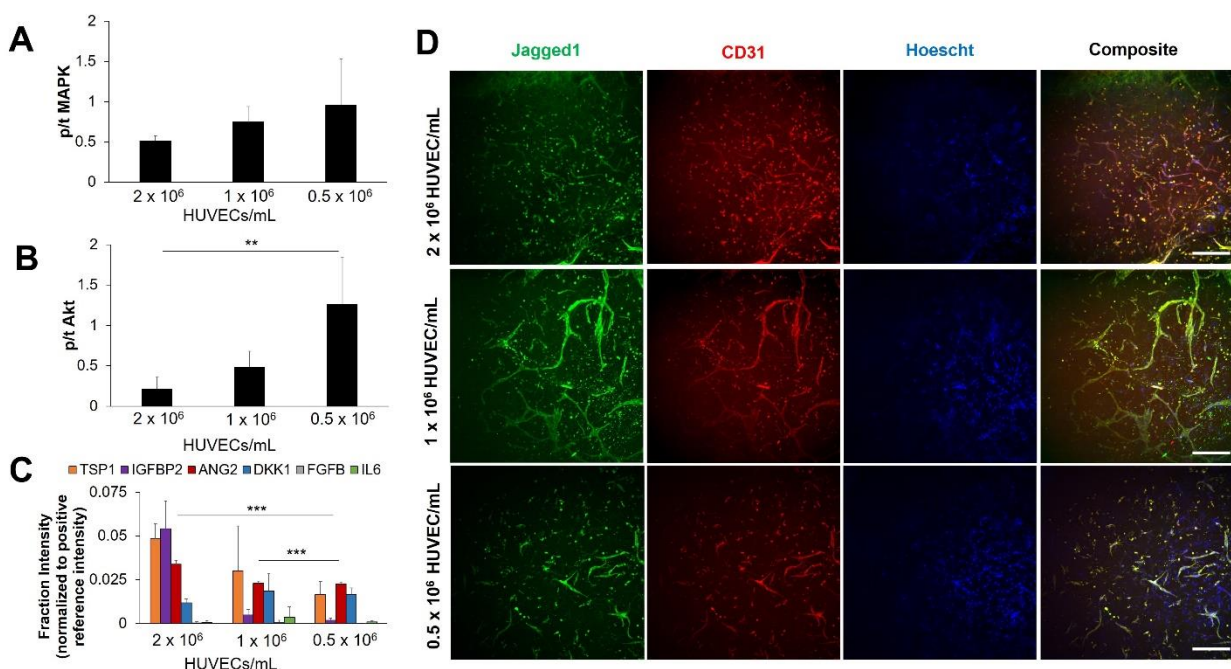 A
p/t MAPK
2
1.5
1
0.5
0
2 x 10⁶
1 x 10⁶
0.5 x 10⁶
HUVECs/mL
B
p/t Akt
2
**
1.5
1
0.5
0
2 x 10⁶
1 x 10⁶
0.5 x 10⁶
HUVECs/mL
C
TSP1 IGFBP2 ANG2 DKK1 FGFB IL6
Fraction Intensity
(normalized to positive
reference intensity)
0.075
***
0.05
***
0.025
0
2 x 10⁶
1 x 10⁶
0.5 x 10⁶
HUVECs/mL
D
Jagged1
CD31
Hoescht
Composite
2 x 10⁶ HUVEC/mL
1 x 10⁶ HUVEC/mL
0.5 x 10⁶ HUVEC/mL